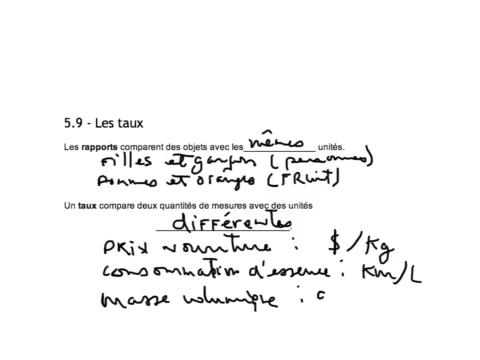 5.9 - Les taux
Les rapports comparent des objets avec les mêmes unités.
Filles et garçons (personnes)
Pommes et oranges (FRuit)
Un taux compare deux quantités de mesures avec des unités
différentes
PRix nourriture : $/Kg
Consommation d'essence : Km/L
masse volumique :